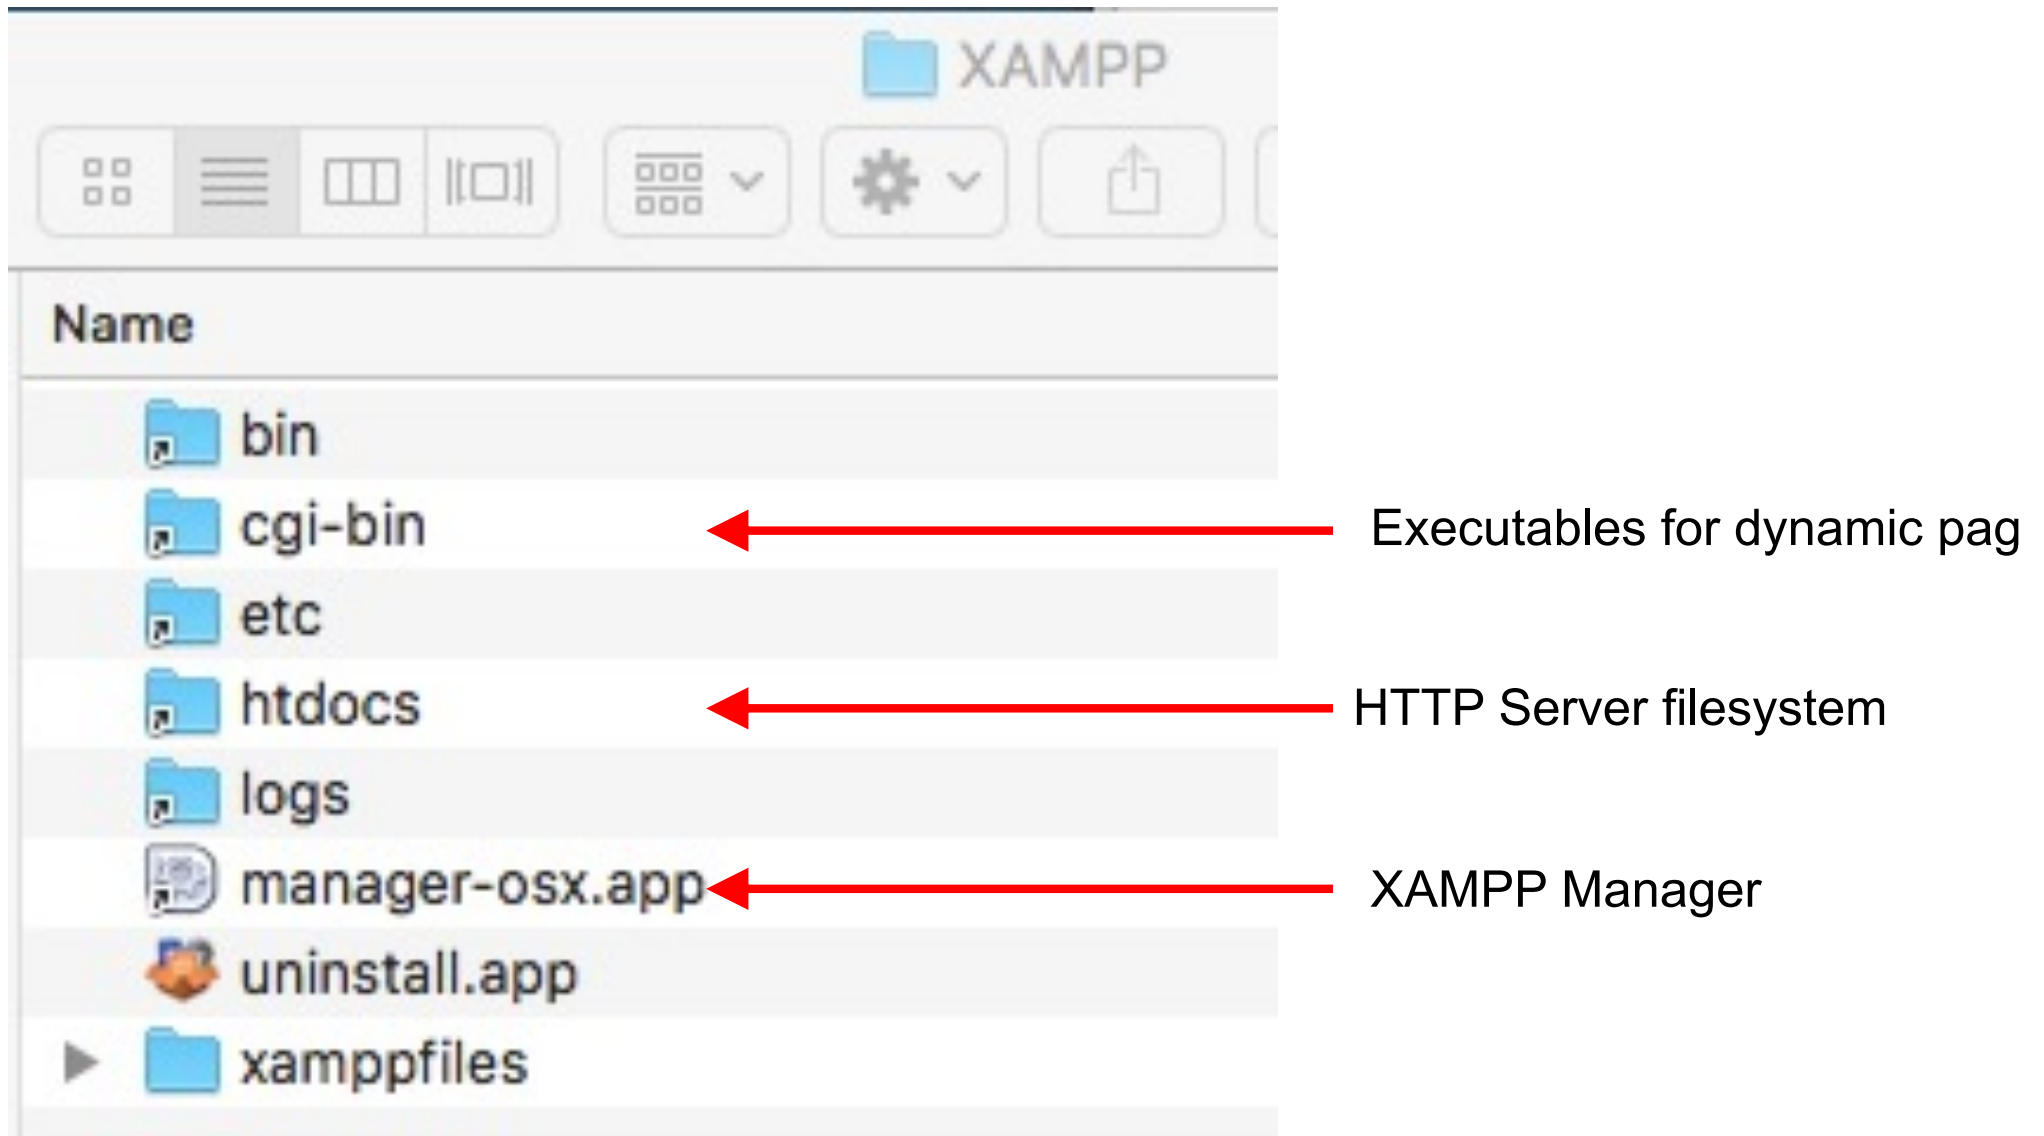 XAMPP
Name
bin
cgi-bin
Executables for dynamic pag
etc
htdocs
HTTP Server filesystem
logs
manager-osx.app
XAMPP Manager
uninstall.app
xamppfiles